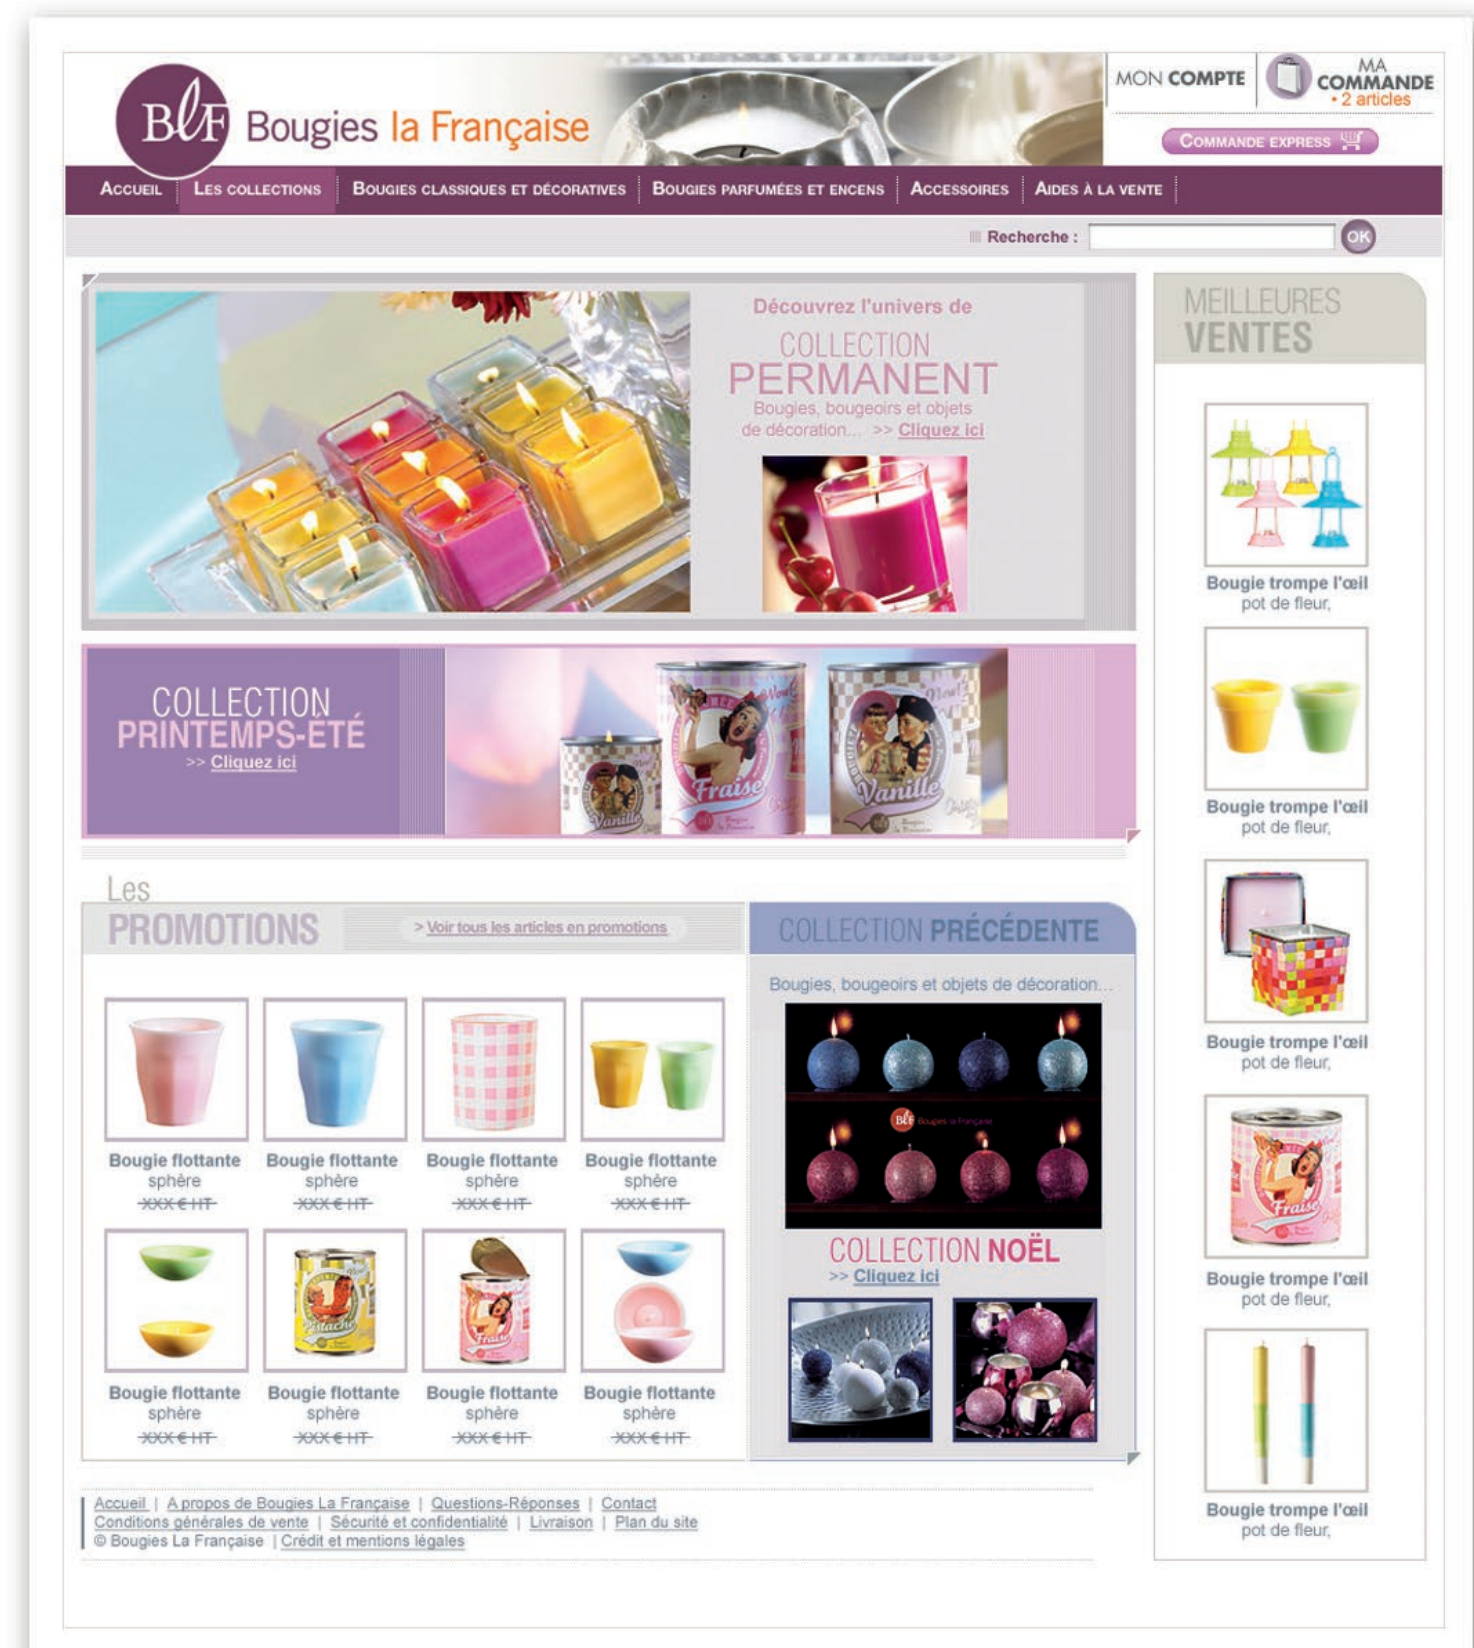 BLF Bougies la Française
MON COMPTE
MA
COMMANDE
• 2 articles
COMMANDE EXPRESS
ACCUEIL
LES COLLECTIONS
BOUGIES CLASSIQUES ET DÉCORATIVES
BOUGIES PARFUMÉES ET ENCENS
ACCESSOIRES
AIDES À LA VENTE
Recherche :
OK
Découvrez l'univers de
COLLECTION
PERMANENT
Bougies, bougeoirs et objets
de décoration... >> Cliquez ici
COLLECTION
PRINTEMPS-ÉTÉ
>> Cliquez ici
Vanille
Fraise
Vanille
Les
PROMOTIONS
> Voir tous les articles en promotions
Bougie flottante
sphère
XXX € HT
Bougie flottante
sphère
XXX € HT
Bougie flottante
sphère
XXX € HT
Bougie flottante
sphère
XXX € HT
Pistache
Fraise
Bougie flottante
sphère
XXX € HT
Bougie flottante
sphère
XXX € HT
Bougie flottante
sphère
XXX € HT
Bougie flottante
sphère
XXX € HT
COLLECTION PRÉCÉDENTE
Bougies, bougeoirs et objets de décoration...
BLF Bougies la Française
COLLECTION NOËL
>> Cliquez ici
MEILLEURES
VENTES
Bougie trompe l'œil
pot de fleur,
Bougie trompe l'œil
pot de fleur,
Bougie trompe l'œil
pot de fleur,
Fraise
Bougie trompe l'œil
pot de fleur,
Bougie trompe l'œil
pot de fleur,
Accueil | A propos de Bougies La Française | Questions-Réponses | Contact
Conditions générales de vente | Sécurité et confidentialité | Livraison | Plan du site
© Bougies La Française | Crédit et mentions légales